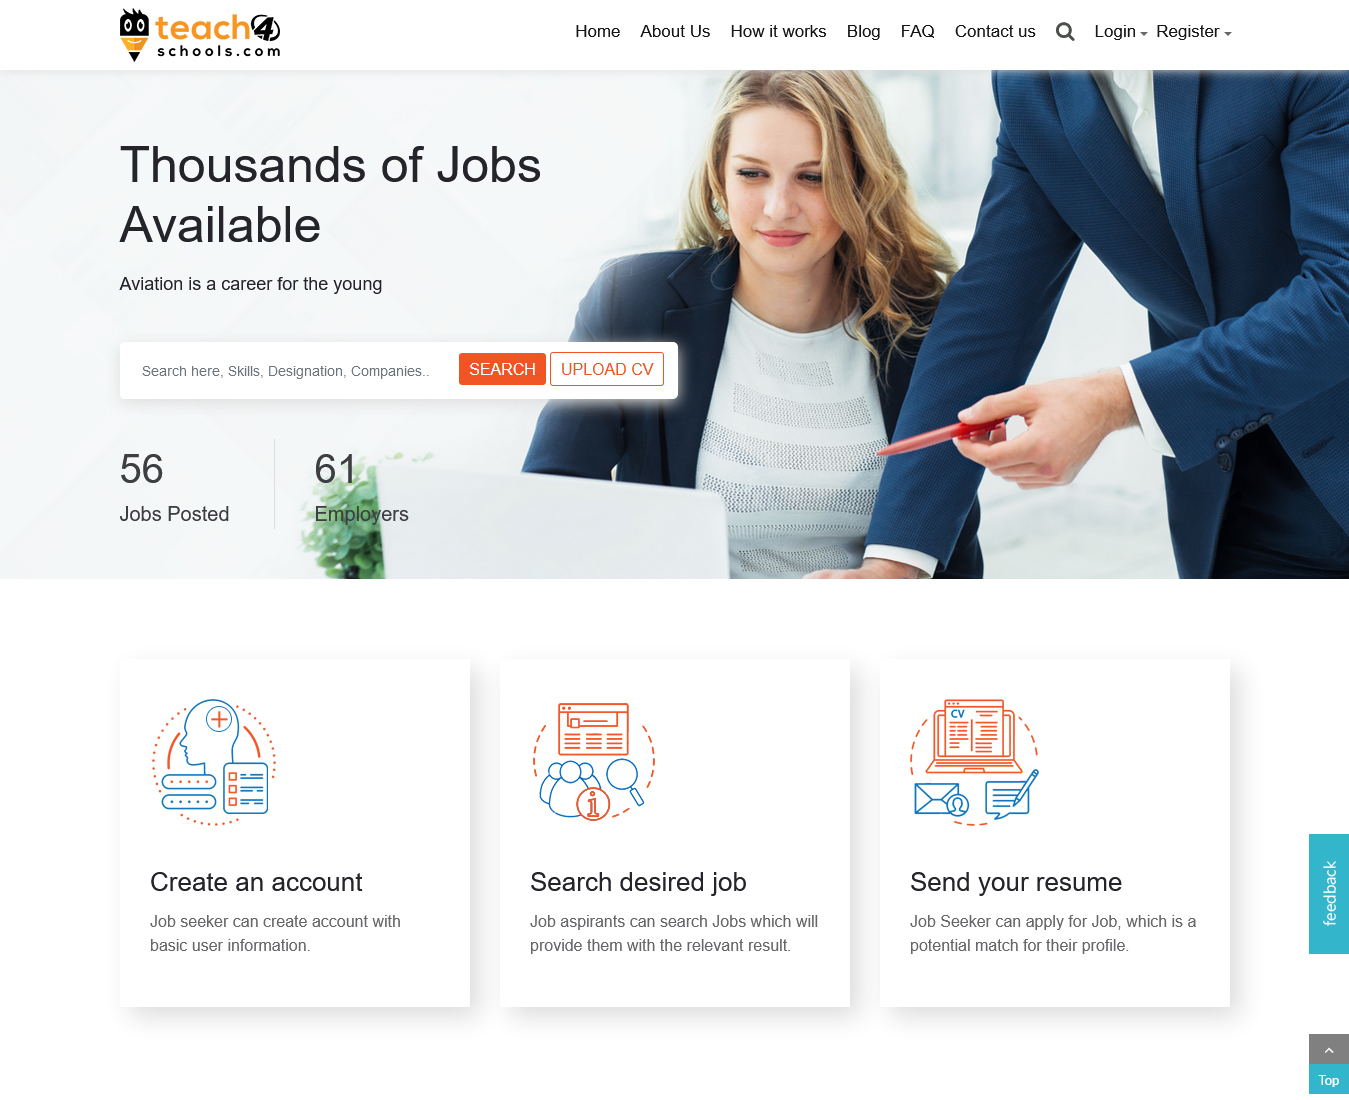 teach4
schools.com
Home About Us How it works Blog FAQ Contact us Login Register
Thousands of Jobs
Available
Aviation is a career for the young
Search here, Skills, Designation, Companies.. SEARCH UPLOAD CV
56 61
Jobs Posted Employers
CV
i
Create an account
Job seeker can create account with
basic user information.
Search desired job
Job aspirants can search Jobs which will
provide them with the relevant result.
Send your resume
Job Seeker can apply for Job, which is a
potential match for their profile.
feedback
Top